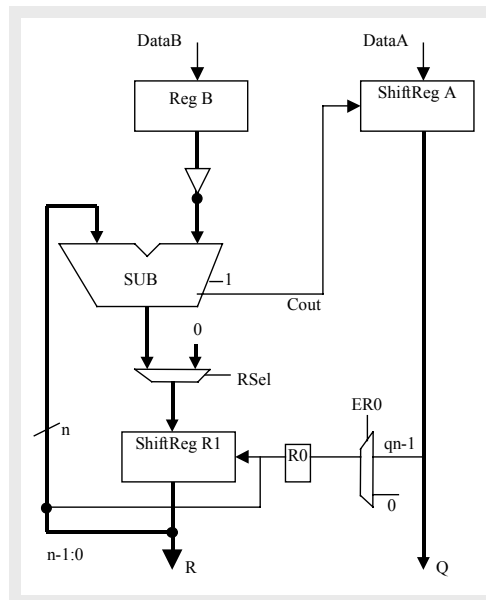 DataB
DataA
Reg B
ShiftReg A
SUB
1
Cout
0
RSel
ER0
n
ShiftReg R1
R0
qn-1
0
n-1:0
R
Q